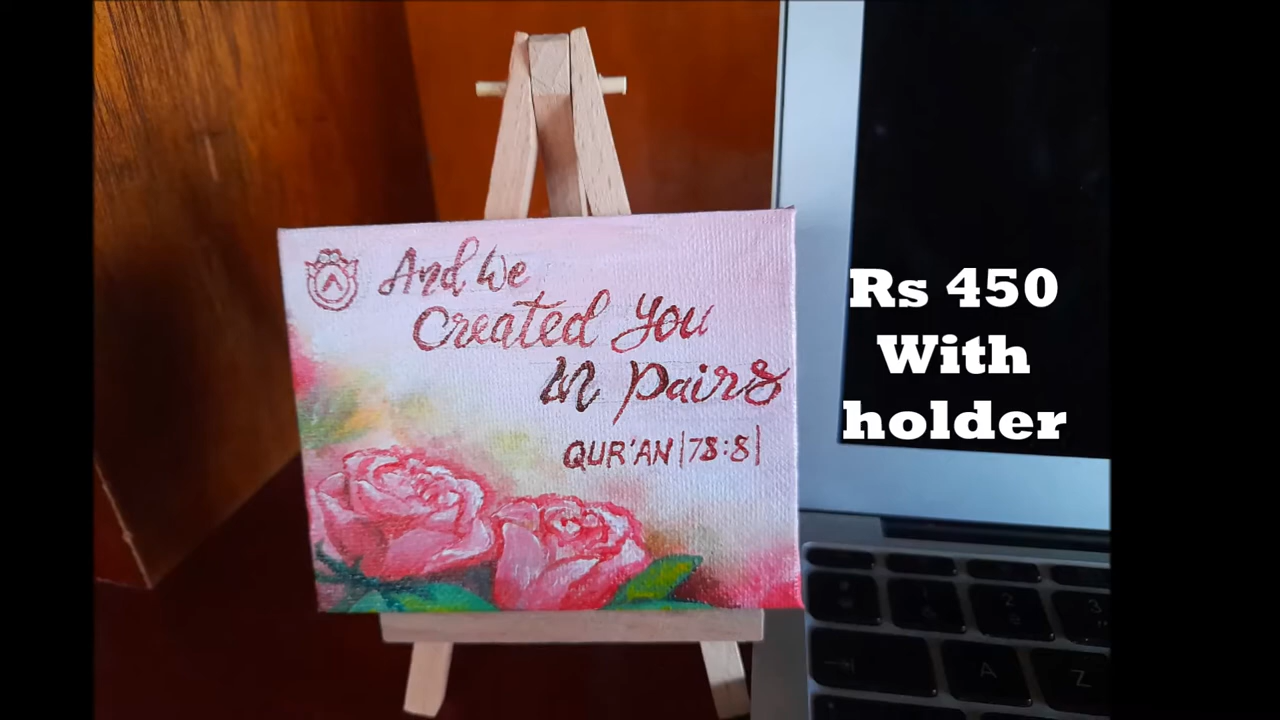 And We
Created You
In Pairs
QUR'AN |78:8|
Rs 450
With
holder
A
Z